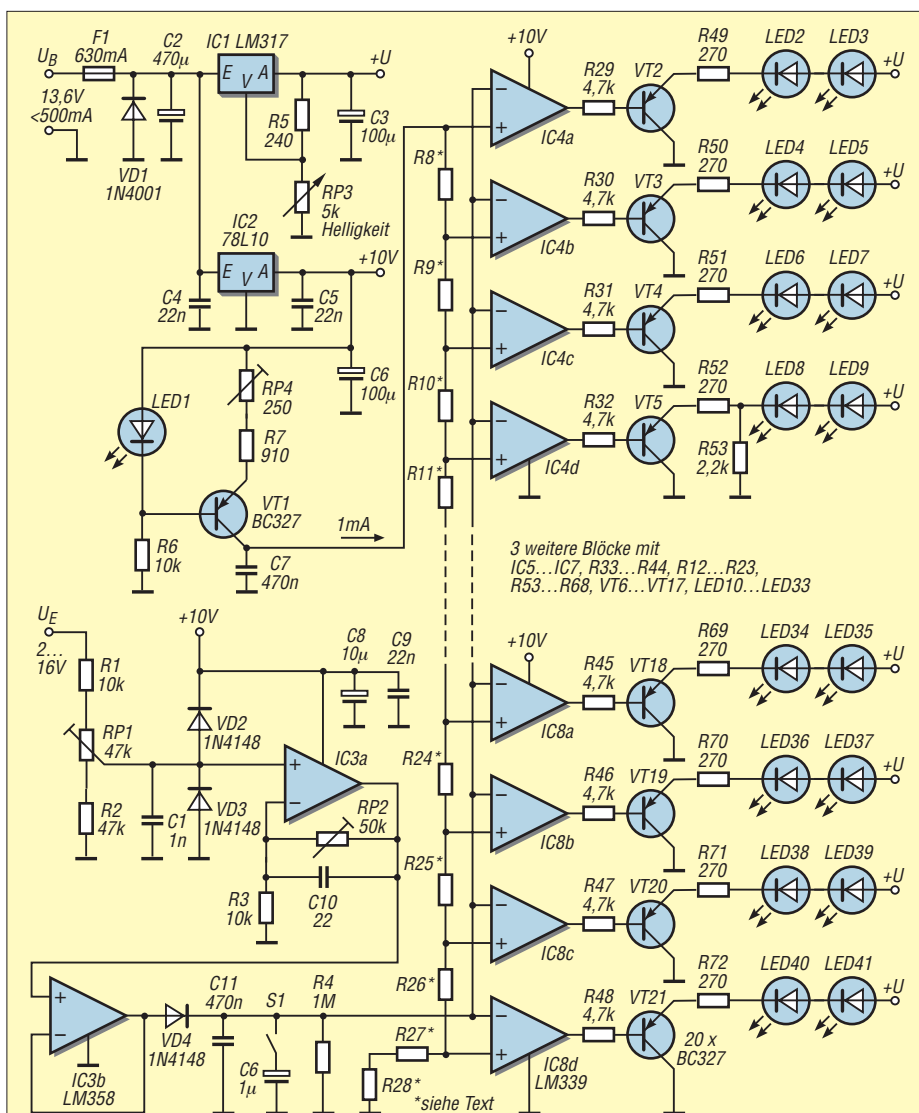 F1
630mA
C2
470µ
IC1 LM317
UB
+U
E
V
A
13,6V
<500mA
R5
240
C3
100µ
VD1
1N4001
RP3
5k
Helligkeit
IC2
78L10
+10V
E
V
A
C4
22n
C5
22n
LED1
RP4
250
C6
100µ
R7
910
VT1
BC327
1mA
R6
10k
C7
470n
UE
2...
16V
+10V
C8
10µ
C9
22n
R1
10k
VD2
1N4148
IC3a
RP1
47k
+
−
RP2
50k
R2
47k
C1
1n
VD3
1N4148
R3
10k
C10
22
+
−
C11
470n
S1
R4
1M
VD4
1N4148
IC3b
LM358
C6
1µ
R27*
R28*
*siehe Text
+10V
R29
4,7k
VT2
R49
270
LED2
LED3
+U
−
+
IC4a
R8*
R30
4,7k
VT3
R50
270
LED4
LED5
+U
−
+
IC4b
R9*
R31
4,7k
VT4
R51
270
LED6
LED7
+U
−
+
IC4c
R10*
R32
4,7k
VT5
R52
270
LED8
LED9
+U
−
+
IC4d
R11*
R53
2,2k
3 weitere Blöcke mit
IC5...IC7, R33...R44, R12...R23,
R53...R68, VT6...VT17, LED10...LED33
+10V
R45
4,7k
VT18
R69
270
LED34
LED35
+U
−
+
IC8a
R24*
R46
4,7k
VT19
R70
270
LED36
LED37
+U
−
+
IC8b
R25*
R47
4,7k
VT20
R71
270
LED38
LED39
+U
−
+
IC8c
R26*
R48
4,7k
VT21
R72
270
LED40
LED41
+U
−
+
IC8d
LM339
20 x
BC327